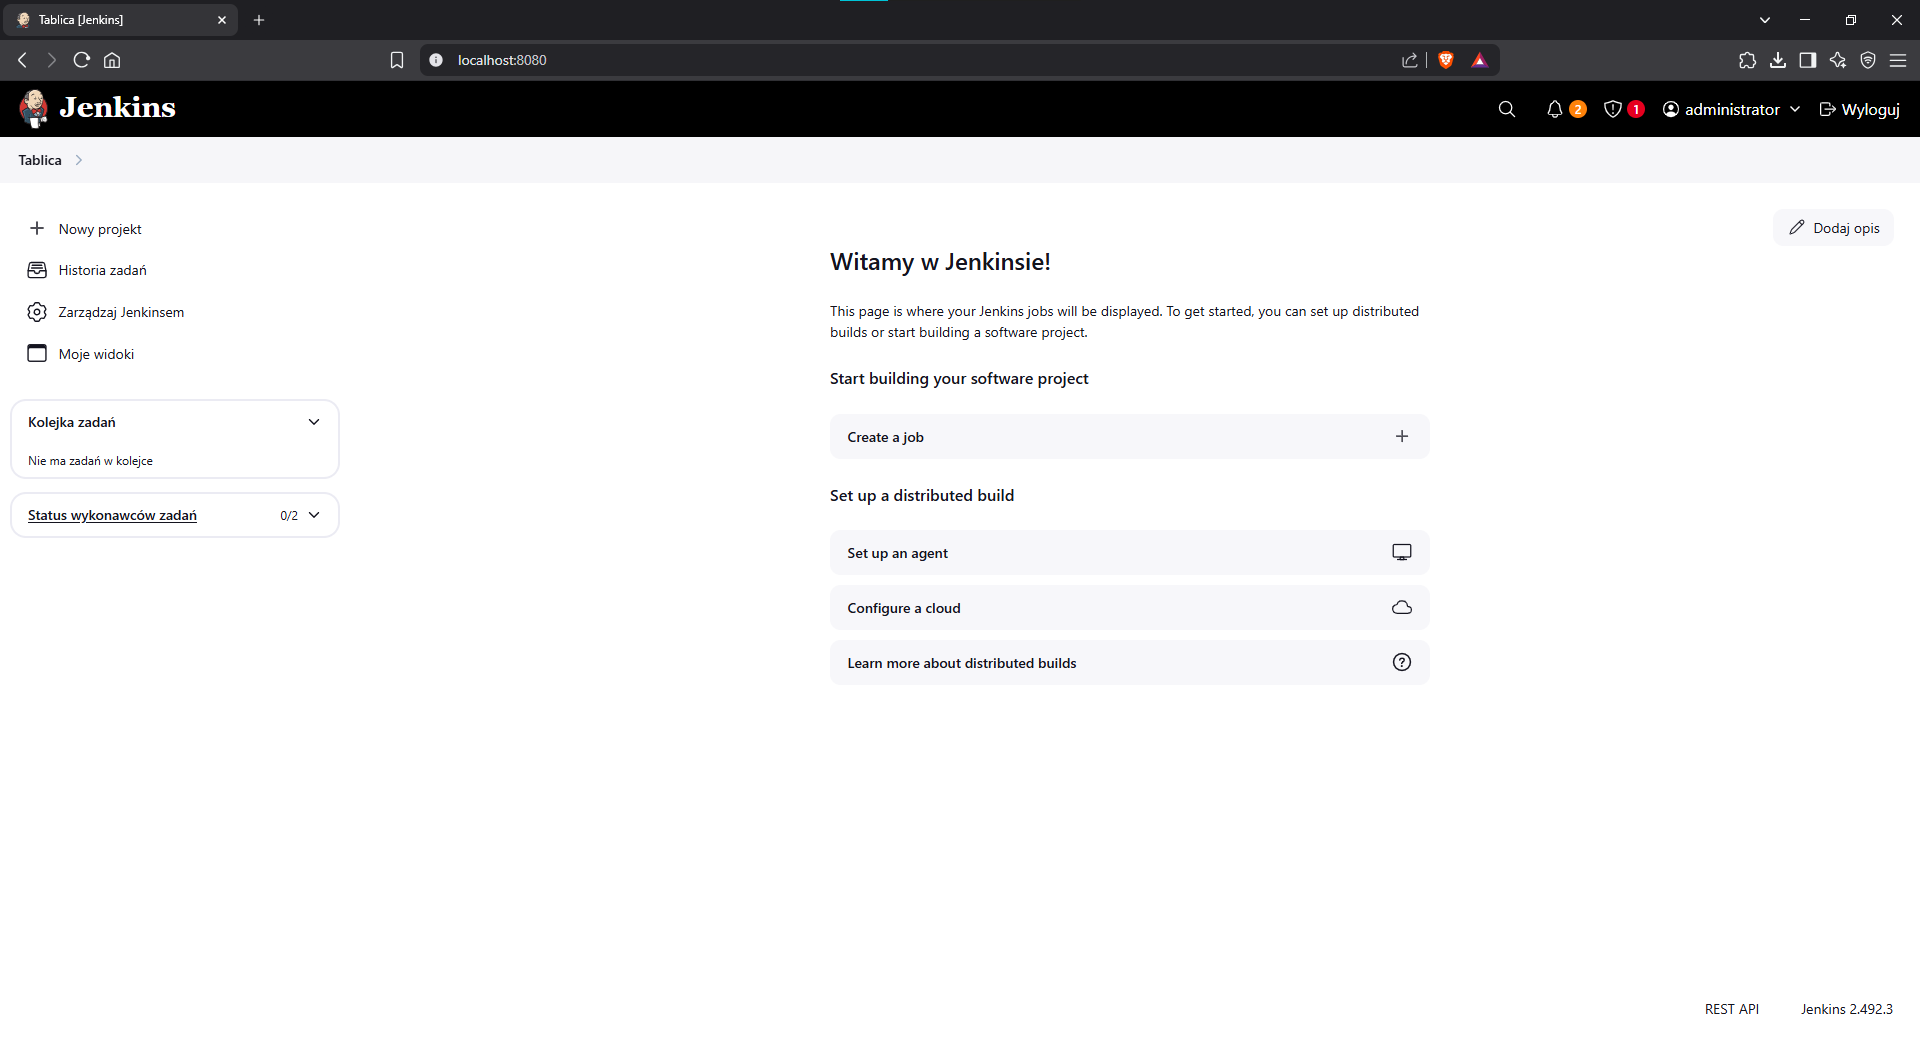 Tablica [Jenkins]
localhost:8080
Jenkins
2
1
administrator
Wyloguj
Tablica
Nowy projekt
Historia zadań
Zarządzaj Jenkinsem
Moje widoki
Kolejka zadań
Nie ma zadań w kolejce
Status wykonawców zadań 0/2
Dodaj opis
Witamy w Jenkinsie!
This page is where your Jenkins jobs will be displayed. To get started, you can set up distributed
builds or start building a software project.
Start building your software project
Create a job
Set up a distributed build
Set up an agent
Configure a cloud
Learn more about distributed builds
REST API
Jenkins 2.492.3